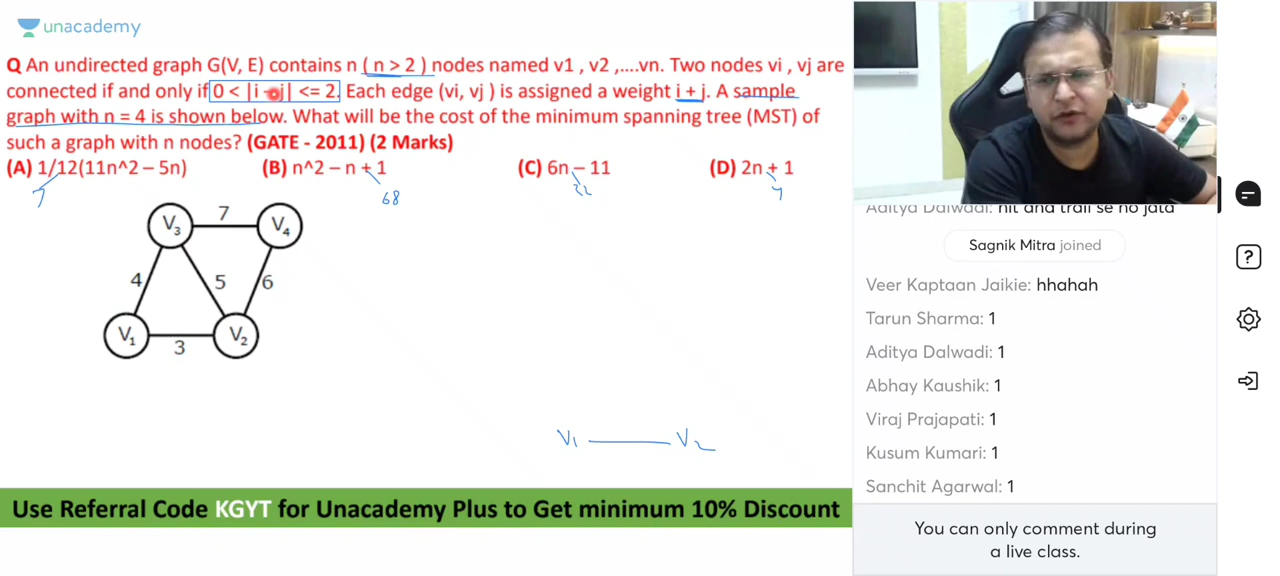 unacademy
Q An undirected graph G(V, E) contains n ( n > 2 ) nodes named v1 , v2 ,....vn. Two nodes vi , vj are
connected if and only if 0 < |i – j| <= 2. Each edge (vi, vj ) is assigned a weight i + j. A sample
graph with n = 4 is shown below. What will be the cost of the minimum spanning tree (MST) of
such a graph with n nodes? (GATE - 2011) (2 Marks)
(A) 1/12(11n^2 – 5n) (B) n^2 – n + 1 (C) 6n – 11 (D) 2n + 1
7 68 22
V3 7 V4
4 5 6
V1 3 V2
V1 V2
Use Referral Code KGYT for Unacademy Plus to Get minimum 10% Discount
Aditya Dalwadi: hit and trail se ho jata
Sagnik Mitra joined
Veer Kaptaan Jaikie: hhahah
Tarun Sharma: 1
Aditya Dalwadi: 1
Abhay Kaushik: 1
Viraj Prajapati: 1
Kusum Kumari: 1
Sanchit Agarwal: 1
You can only comment during
a live class.